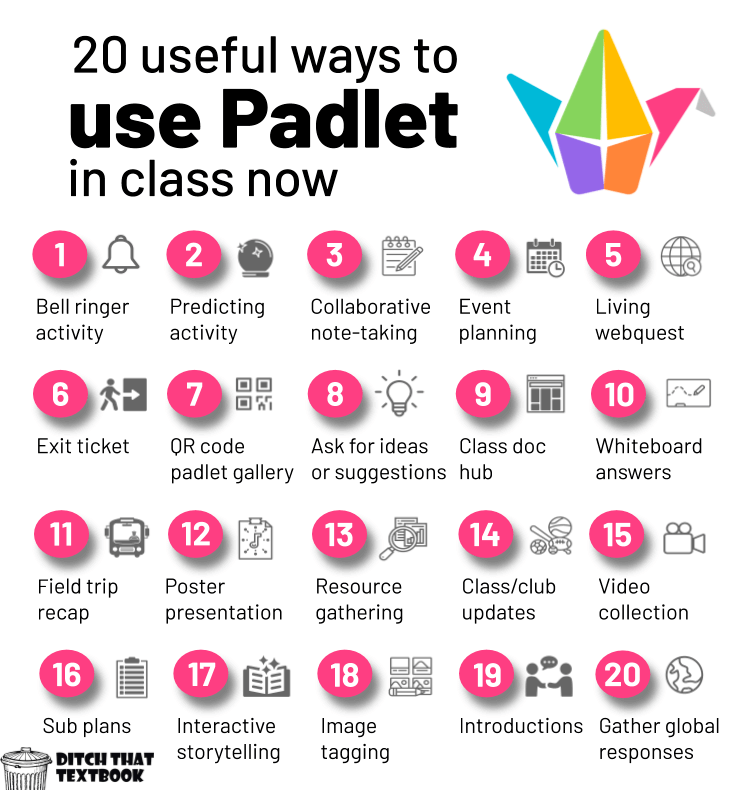 20 useful ways to
use Padlet
in class now
1
Bell ringer
activity
2
Predicting
activity
3
Collaborative
note-taking
4
Event
planning
5
Living
webquest
6
Exit ticket
7
QR code
padlet gallery
8
Ask for ideas
or suggestions
9
Class doc
hub
10
Whiteboard
answers
11
Field trip
recap
12
Poster
presentation
13
Resource
gathering
14
Class/club
updates
15
Video
collection
16
Sub plans
17
Interactive
storytelling
18
Image
tagging
19
Introductions
20
Gather global
responses
DITCH THAT
TEXTBOOK